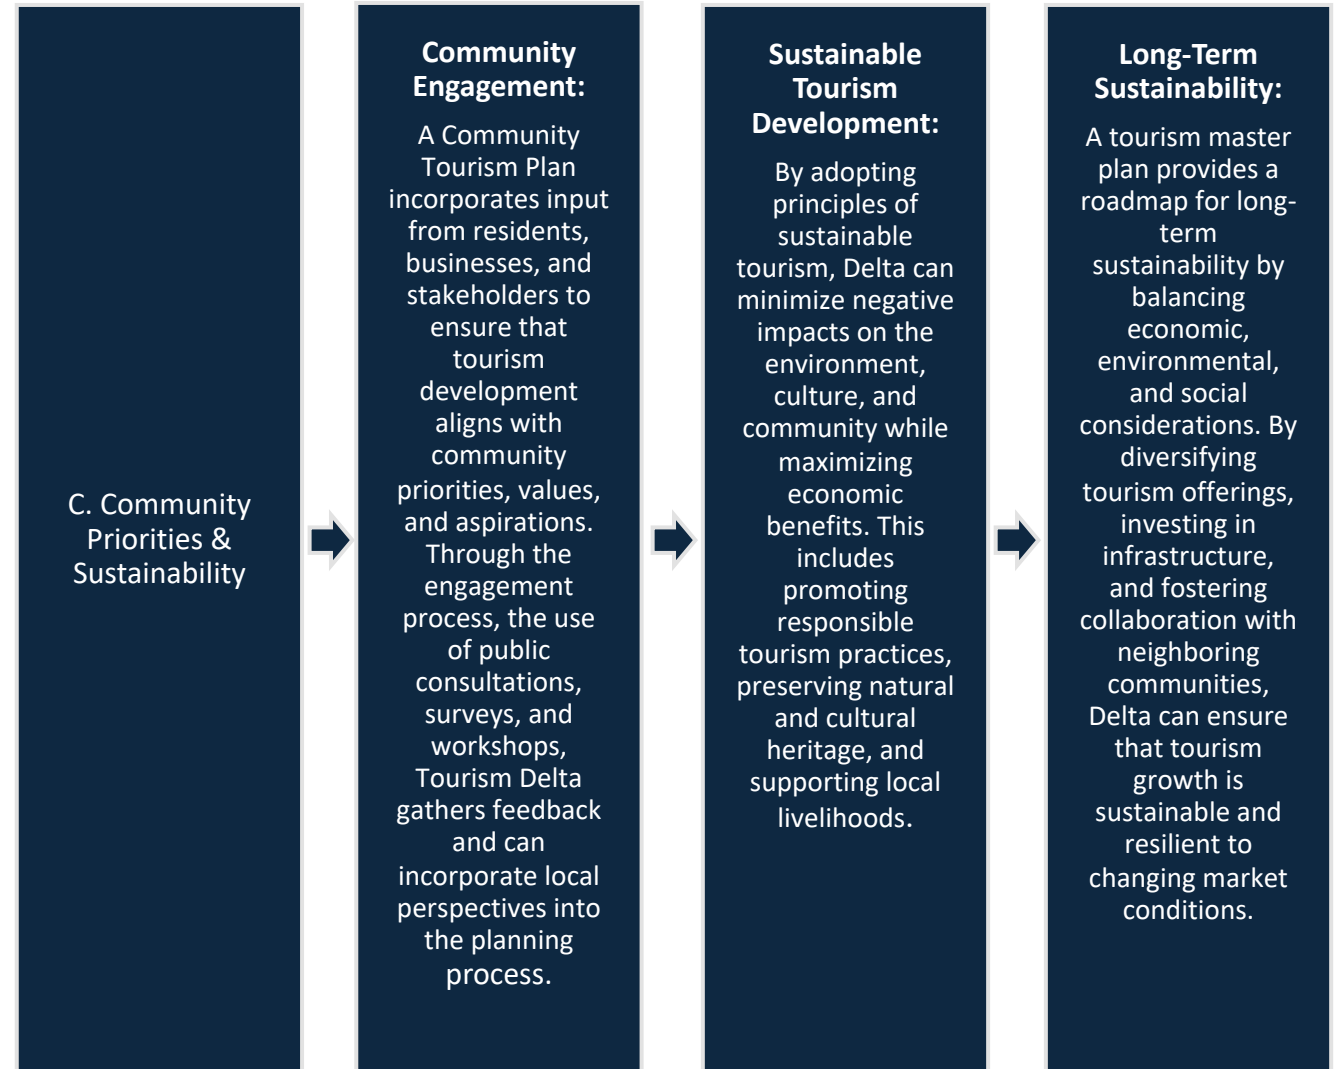 C. Community
Priorities &
Sustainability
Community
Engagement:
A Community
Tourism Plan
incorporates input
from residents,
businesses, and
stakeholders to
ensure that
tourism
development
aligns with
community
priorities, values,
and aspirations.
Through the
engagement
process, the use
of public
consultations,
surveys, and
workshops,
Tourism Delta
gathers feedback
and can
incorporate local
perspectives into
the planning
process.
Sustainable
Tourism
Development:
By adopting
principles of
sustainable
tourism, Delta can
minimize negative
impacts on the
environment,
culture, and
community while
maximizing
economic
benefits. This
includes
promoting
responsible
tourism practices,
preserving natural
and cultural
heritage, and
supporting local
livelihoods.
Long-Term
Sustainability:
A tourism master
plan provides a
roadmap for long-
term
sustainability by
balancing
economic,
environmental,
and social
considerations. By
diversifying
tourism offerings,
investing in
infrastructure,
and fostering
collaboration with
neighboring
communities,
Delta can ensure
that tourism
growth is
sustainable and
resilient to
changing market
conditions.